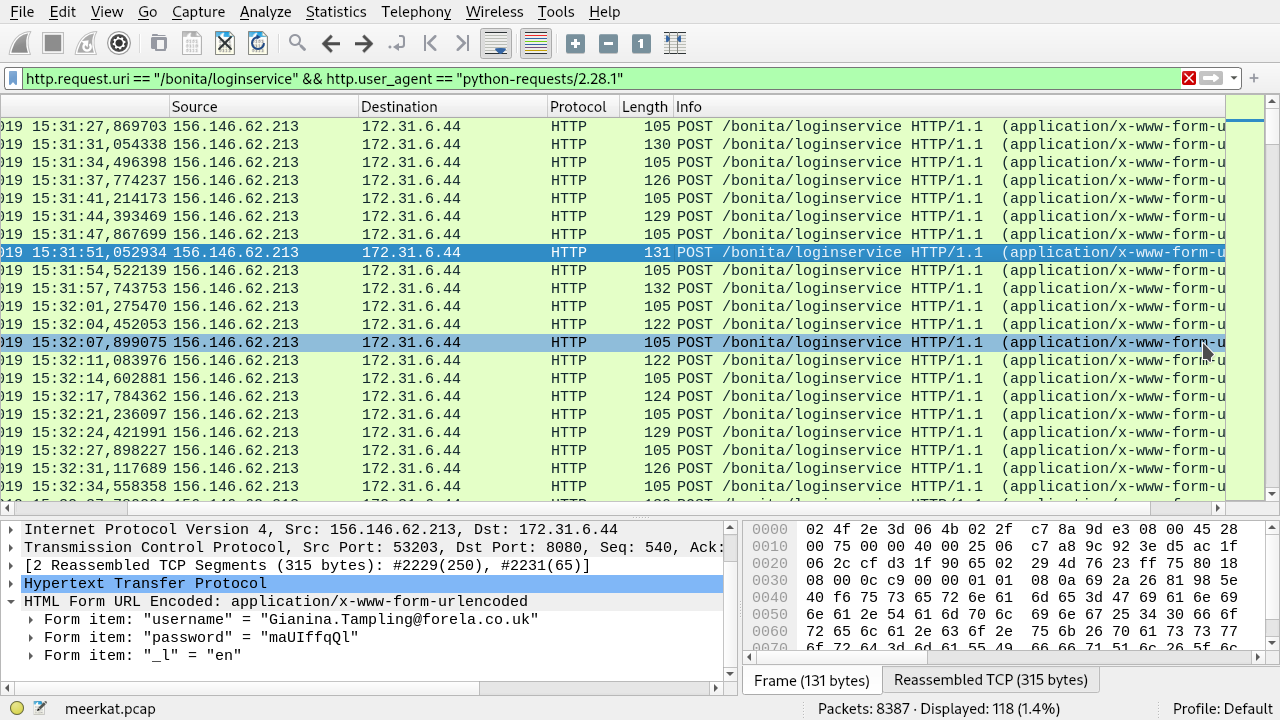 File Edit View Go Capture Analyze Statistics Telephony Wireless Tools Help
http.request.uri == "/bonita/loginservice" && http.user_agent == "python-requests/2.28.1"
Source Destination Protocol Length Info
019 15:31:27,869703 156.146.62.213 172.31.6.44 HTTP 105 POST /bonita/loginservice HTTP/1.1 (application/x-www-form-u
019 15:31:31,054338 156.146.62.213 172.31.6.44 HTTP 130 POST /bonita/loginservice HTTP/1.1 (application/x-www-form-u
019 15:31:34,496398 156.146.62.213 172.31.6.44 HTTP 105 POST /bonita/loginservice HTTP/1.1 (application/x-www-form-u
019 15:31:37,774237 156.146.62.213 172.31.6.44 HTTP 126 POST /bonita/loginservice HTTP/1.1 (application/x-www-form-u
019 15:31:41,214173 156.146.62.213 172.31.6.44 HTTP 105 POST /bonita/loginservice HTTP/1.1 (application/x-www-form-u
019 15:31:44,393469 156.146.62.213 172.31.6.44 HTTP 129 POST /bonita/loginservice HTTP/1.1 (application/x-www-form-u
019 15:31:47,867699 156.146.62.213 172.31.6.44 HTTP 105 POST /bonita/loginservice HTTP/1.1 (application/x-www-form-u
019 15:31:51,052934 156.146.62.213 172.31.6.44 HTTP 131 POST /bonita/loginservice HTTP/1.1 (application/x-www-form-u
019 15:31:54,522139 156.146.62.213 172.31.6.44 HTTP 105 POST /bonita/loginservice HTTP/1.1 (application/x-www-form-u
019 15:31:57,743753 156.146.62.213 172.31.6.44 HTTP 132 POST /bonita/loginservice HTTP/1.1 (application/x-www-form-u
019 15:32:01,275470 156.146.62.213 172.31.6.44 HTTP 105 POST /bonita/loginservice HTTP/1.1 (application/x-www-form-u
019 15:32:04,452053 156.146.62.213 172.31.6.44 HTTP 122 POST /bonita/loginservice HTTP/1.1 (application/x-www-form-u
019 15:32:07,899075 156.146.62.213 172.31.6.44 HTTP 105 POST /bonita/loginservice HTTP/1.1 (application/x-www-form-u
019 15:32:11,083976 156.146.62.213 172.31.6.44 HTTP 122 POST /bonita/loginservice HTTP/1.1 (application/x-www-form-u
019 15:32:14,602881 156.146.62.213 172.31.6.44 HTTP 105 POST /bonita/loginservice HTTP/1.1 (application/x-www-form-u
019 15:32:17,784362 156.146.62.213 172.31.6.44 HTTP 124 POST /bonita/loginservice HTTP/1.1 (application/x-www-form-u
019 15:32:21,236097 156.146.62.213 172.31.6.44 HTTP 105 POST /bonita/loginservice HTTP/1.1 (application/x-www-form-u
019 15:32:24,421991 156.146.62.213 172.31.6.44 HTTP 129 POST /bonita/loginservice HTTP/1.1 (application/x-www-form-u
019 15:32:27,898227 156.146.62.213 172.31.6.44 HTTP 105 POST /bonita/loginservice HTTP/1.1 (application/x-www-form-u
019 15:32:31,117689 156.146.62.213 172.31.6.44 HTTP 126 POST /bonita/loginservice HTTP/1.1 (application/x-www-form-u
019 15:32:34,558358 156.146.62.213 172.31.6.44 HTTP 105 POST /bonita/loginservice HTTP/1.1 (application/x-www-form-u
Internet Protocol Version 4, Src: 156.146.62.213, Dst: 172.31.6.44
Transmission Control Protocol, Src Port: 53203, Dst Port: 8080, Seq: 540, Ack:
[2 Reassembled TCP Segments (315 bytes): #2229(250), #2231(65)]
Hypertext Transfer Protocol
HTML Form URL Encoded: application/x-www-form-urlencoded
Form item: "username" = "Gianina.Tampling@forela.co.uk"
Form item: "password" = "maUIffqQl"
Form item: "_l" = "en"
0000 02 4f 2e 3d 06 4b 02 2f c7 8a 9d e3 08 00 45 28
0010 00 75 00 00 40 00 25 06 c7 a8 9c 92 3e d5 ac 1f
0020 06 2c cf d3 1f 90 65 02 29 4d 76 23 ff 75 80 18
0030 08 00 0c c9 00 00 01 01 08 0a 69 2a 26 81 98 5e
0040 40 f6 75 73 65 72 6e 61 6d 65 3d 47 69 61 6e 69
0050 6e 61 2e 54 61 6d 70 6c 69 6e 67 25 34 30 66 6f
0060 72 65 6c 61 2e 63 6f 2e 75 6b 26 70 61 73 73 77
0070 6f 72 64 3d 6d 61 55 49 66 66 71 51 6c 26 5f 6c
Frame (131 bytes) Reassembled TCP (315 bytes)
meerkat.pcap Packets: 8387 · Displayed: 118 (1.4%) Profile: Default